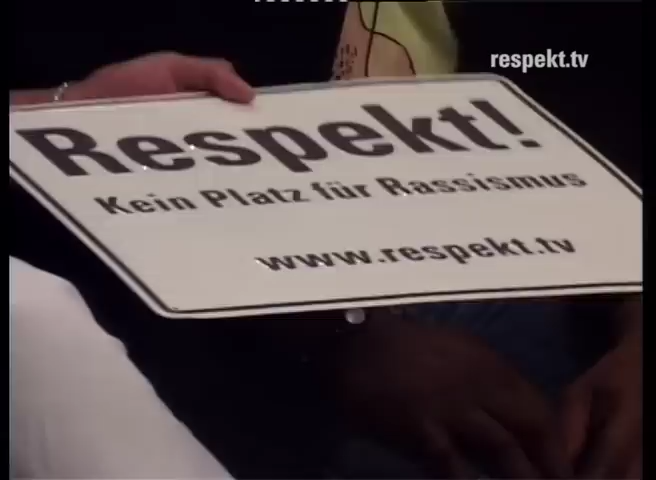 respekt.tv
Respekt!
Kein Platz für Rassismus
www.respekt.tv